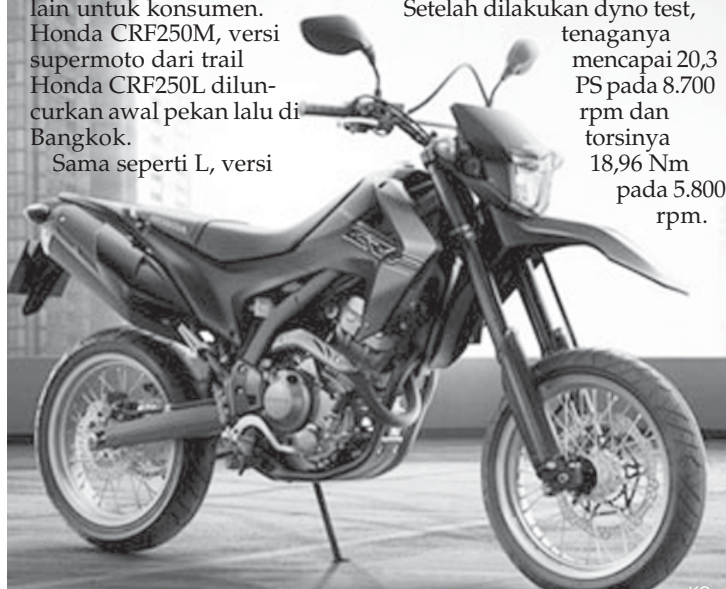 lain untuk konsumen.
Honda CRF250M, versi
supermoto dari trail
Honda CRF250L dilun-
curkan awal pekan lalu di
Bangkok.
Sama seperti L, versi
Setelah dilakukan dyno test,
tenaganya
mencapai 20,3
PS pada 8.700
rpm dan
torsinya
18,96 Nm
pada 5.800
rpm.